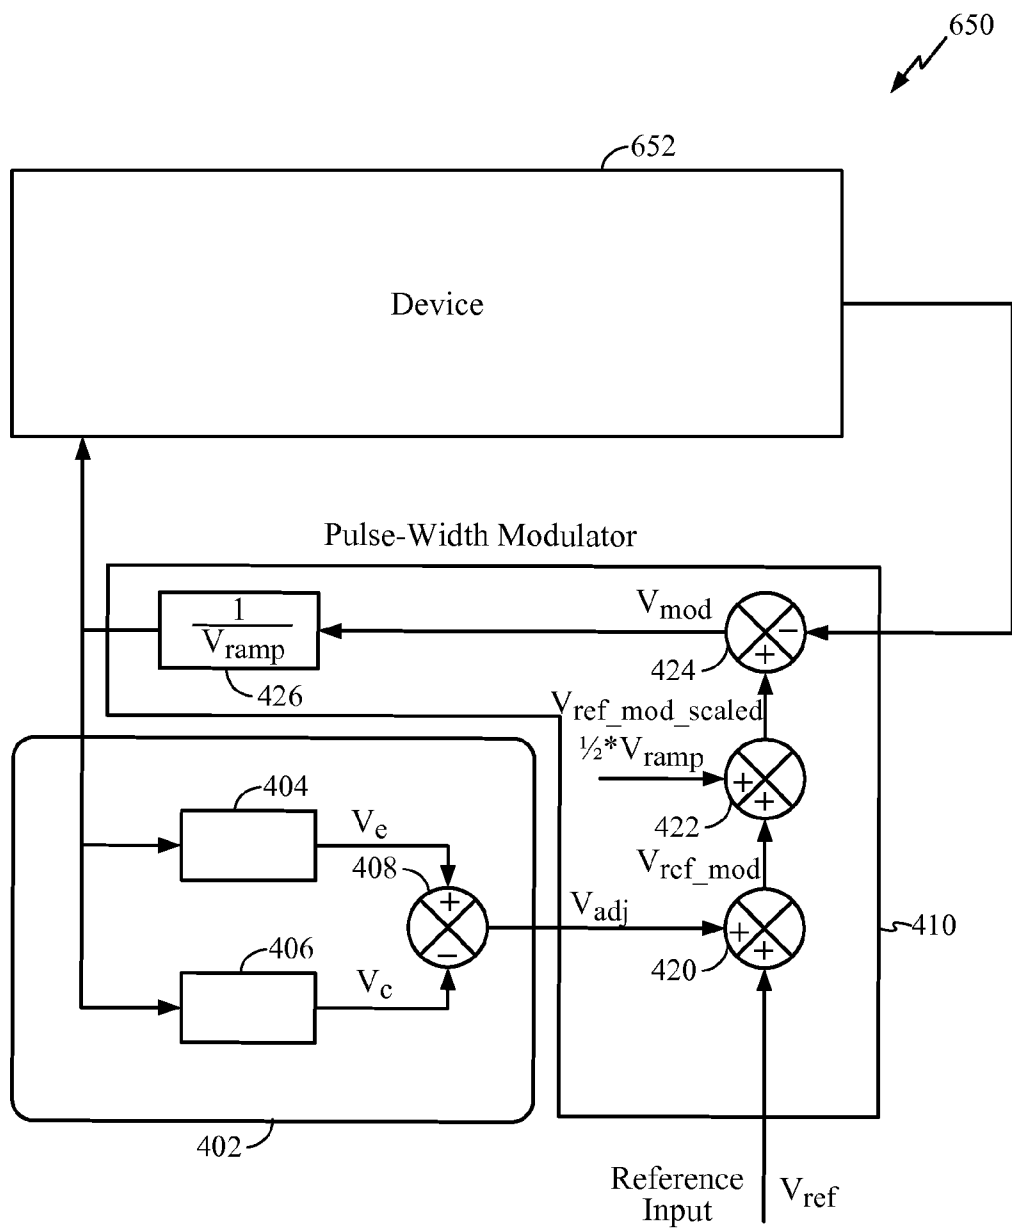 650
652
Device
Pulse-Width Modulator
1
V_ramp
426
V_mod
−
+
424
V_ref_mod_scaled
½*V_ramp
+
+
422
V_ref_mod
404
V_e
408
+
−
V_adj
+
+
420
410
406
V_c
402
Reference
Input
V_ref